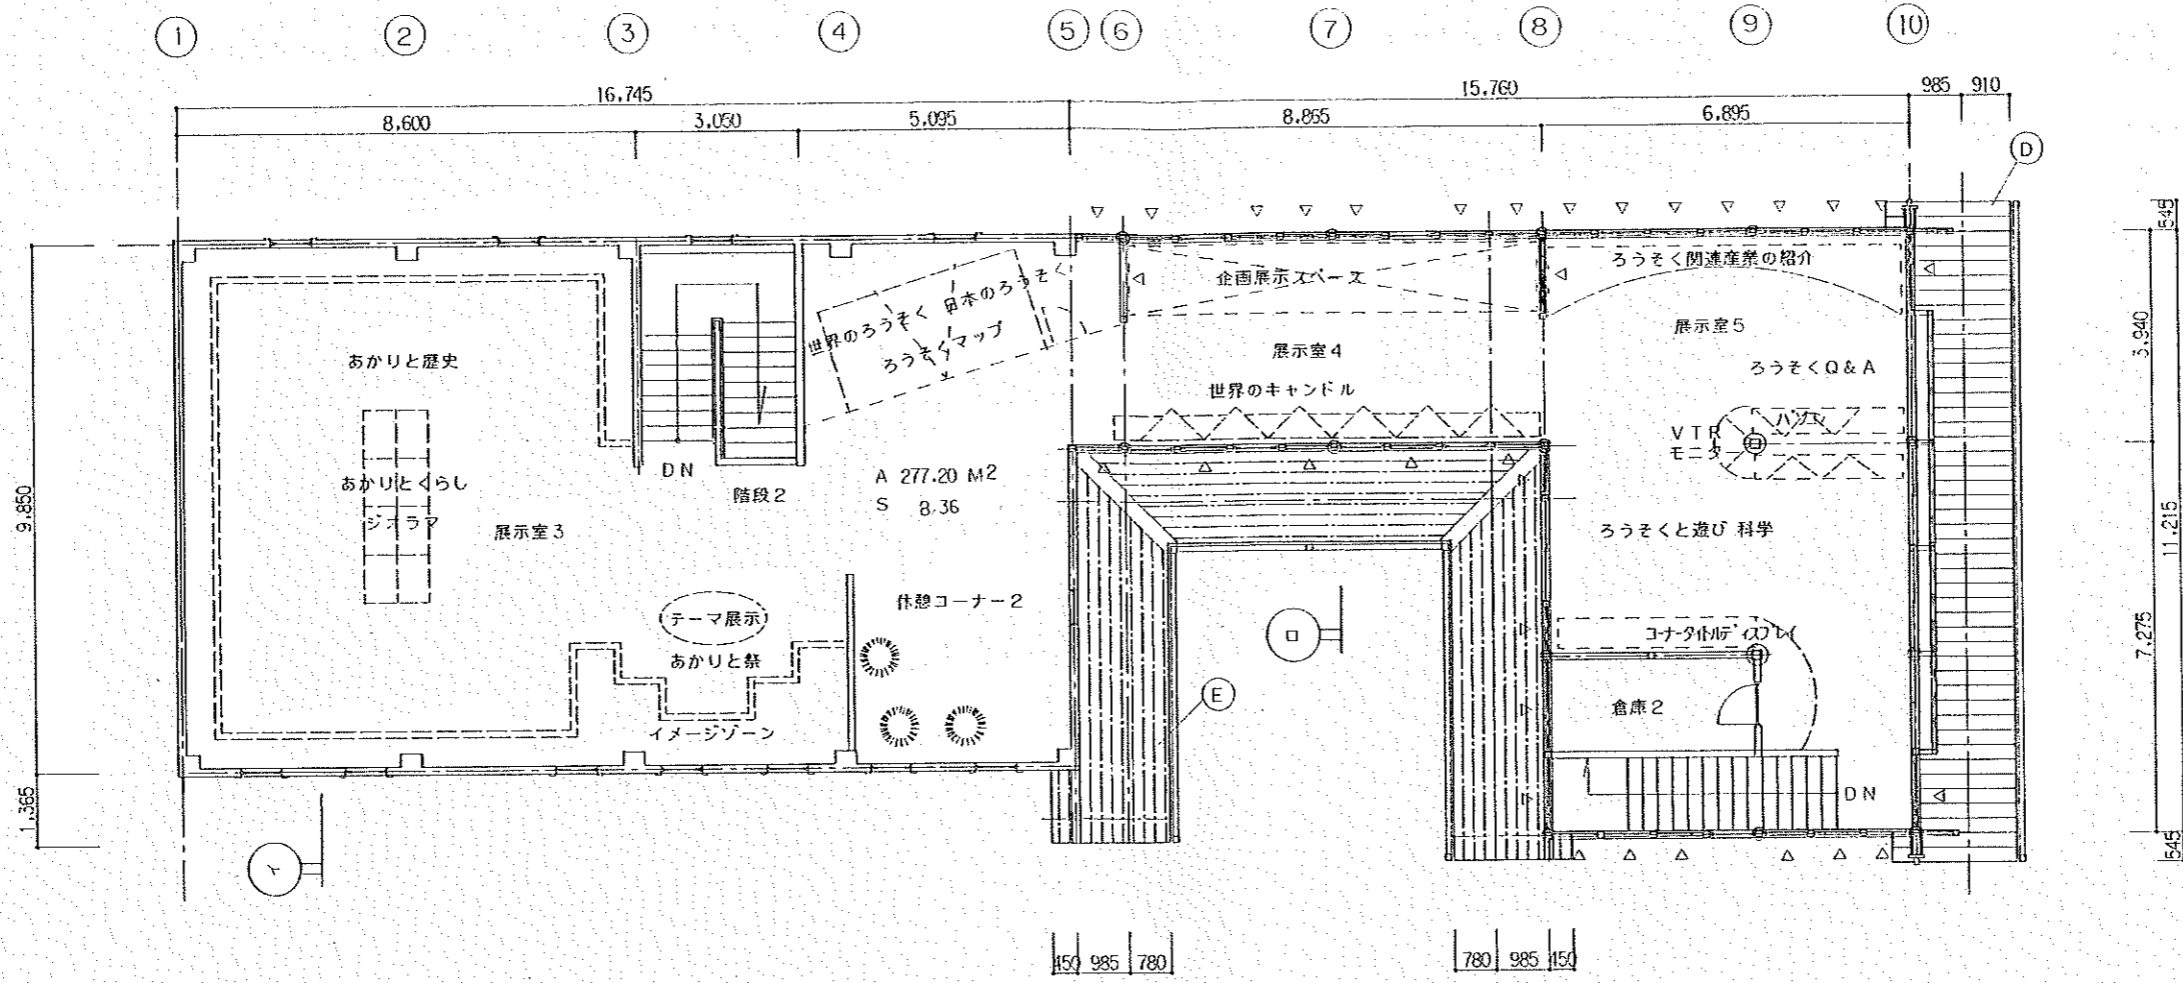 1 2 3 4 5 6 7 8 9 10
16,745 15,760 985 910
8,600 3,050 5,095 8,865 6,895
D
545
企画展示スペース
ろうそく関連産業の紹介
世界のろうそく 日本のろうそく
ろうそくマップ
展示室5
3,940
展示室4
あかりと歴史
ろうそくQ&A
世界のキャンドル
パソコン
VTR
モニター
DN
A 277.20 M2
あかりとくらし
階段2
S 8.36
9,850
ジオラマ
展示室3
ろうそくと遊び 科学
11,215
休憩コーナー2
テーマ展示
ロ
コーナータイトルディスプレイ
7,275
あかりと祭
E
倉庫2
イメージゾーン
DN
1,365
545
イ
450 985 780
780 985 450